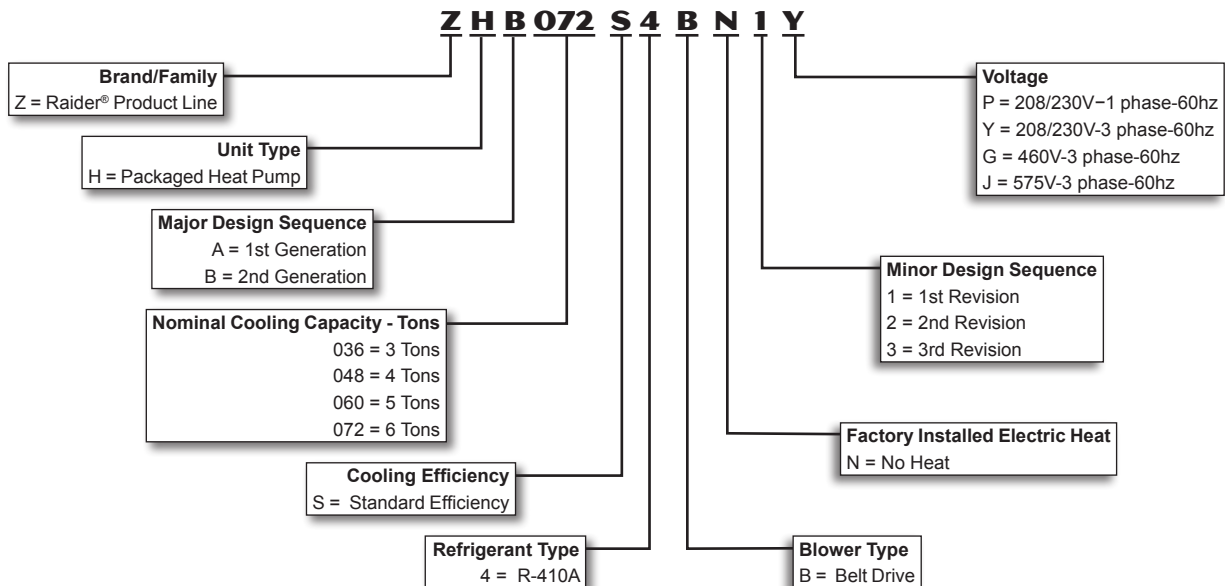 Z H B 072 S 4 B N 1 Y
Brand/Family
Z = Raider® Product Line
Unit Type
H = Packaged Heat Pump
Major Design Sequence
A = 1st Generation
B = 2nd Generation
Nominal Cooling Capacity - Tons
036 = 3 Tons
048 = 4 Tons
060 = 5 Tons
072 = 6 Tons
Cooling Efficiency
S = Standard Efficiency
Refrigerant Type
4 = R-410A
Voltage
P = 208/230V−1 phase-60hz
Y = 208/230V-3 phase-60hz
G = 460V-3 phase-60hz
J = 575V-3 phase-60hz
Minor Design Sequence
1 = 1st Revision
2 = 2nd Revision
3 = 3rd Revision
Factory Installed Electric Heat
N = No Heat
Blower Type
B = Belt Drive